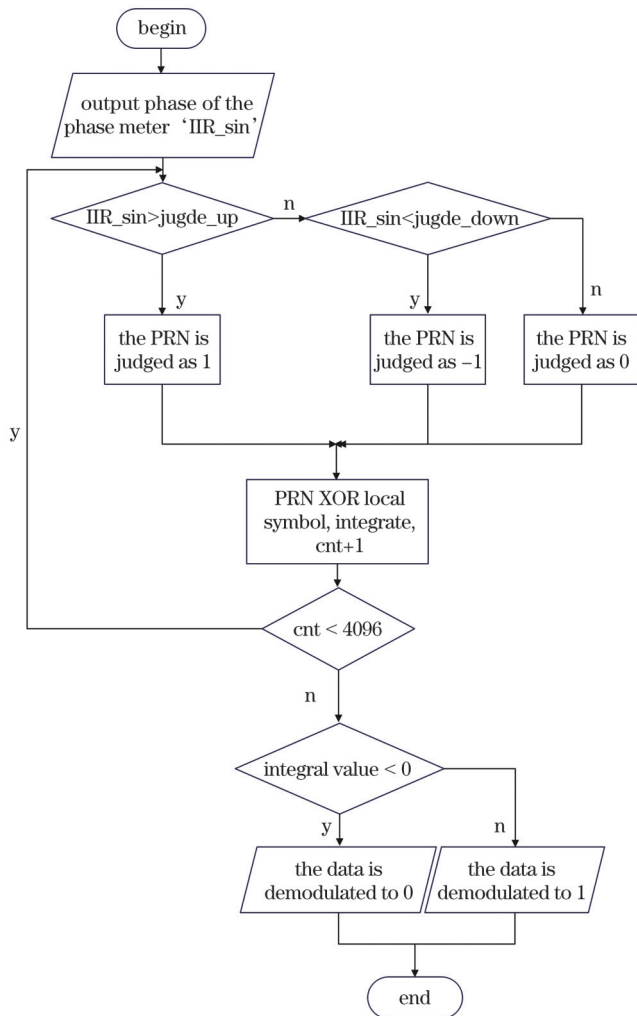 begin
output phase of the
phase meter ‘IIR_sin’
IIR_sin>jugde_up
n
IIR_sin<jugde_down
y
y
n
the PRN is
judged as 1
the PRN is
judged as −1
the PRN is
judged as 0
y
PRN XOR local
symbol, integrate,
cnt+1
cnt < 4096
n
integral value < 0
y
n
the data is
demodulated to 0
the data is
demodulated to 1
end